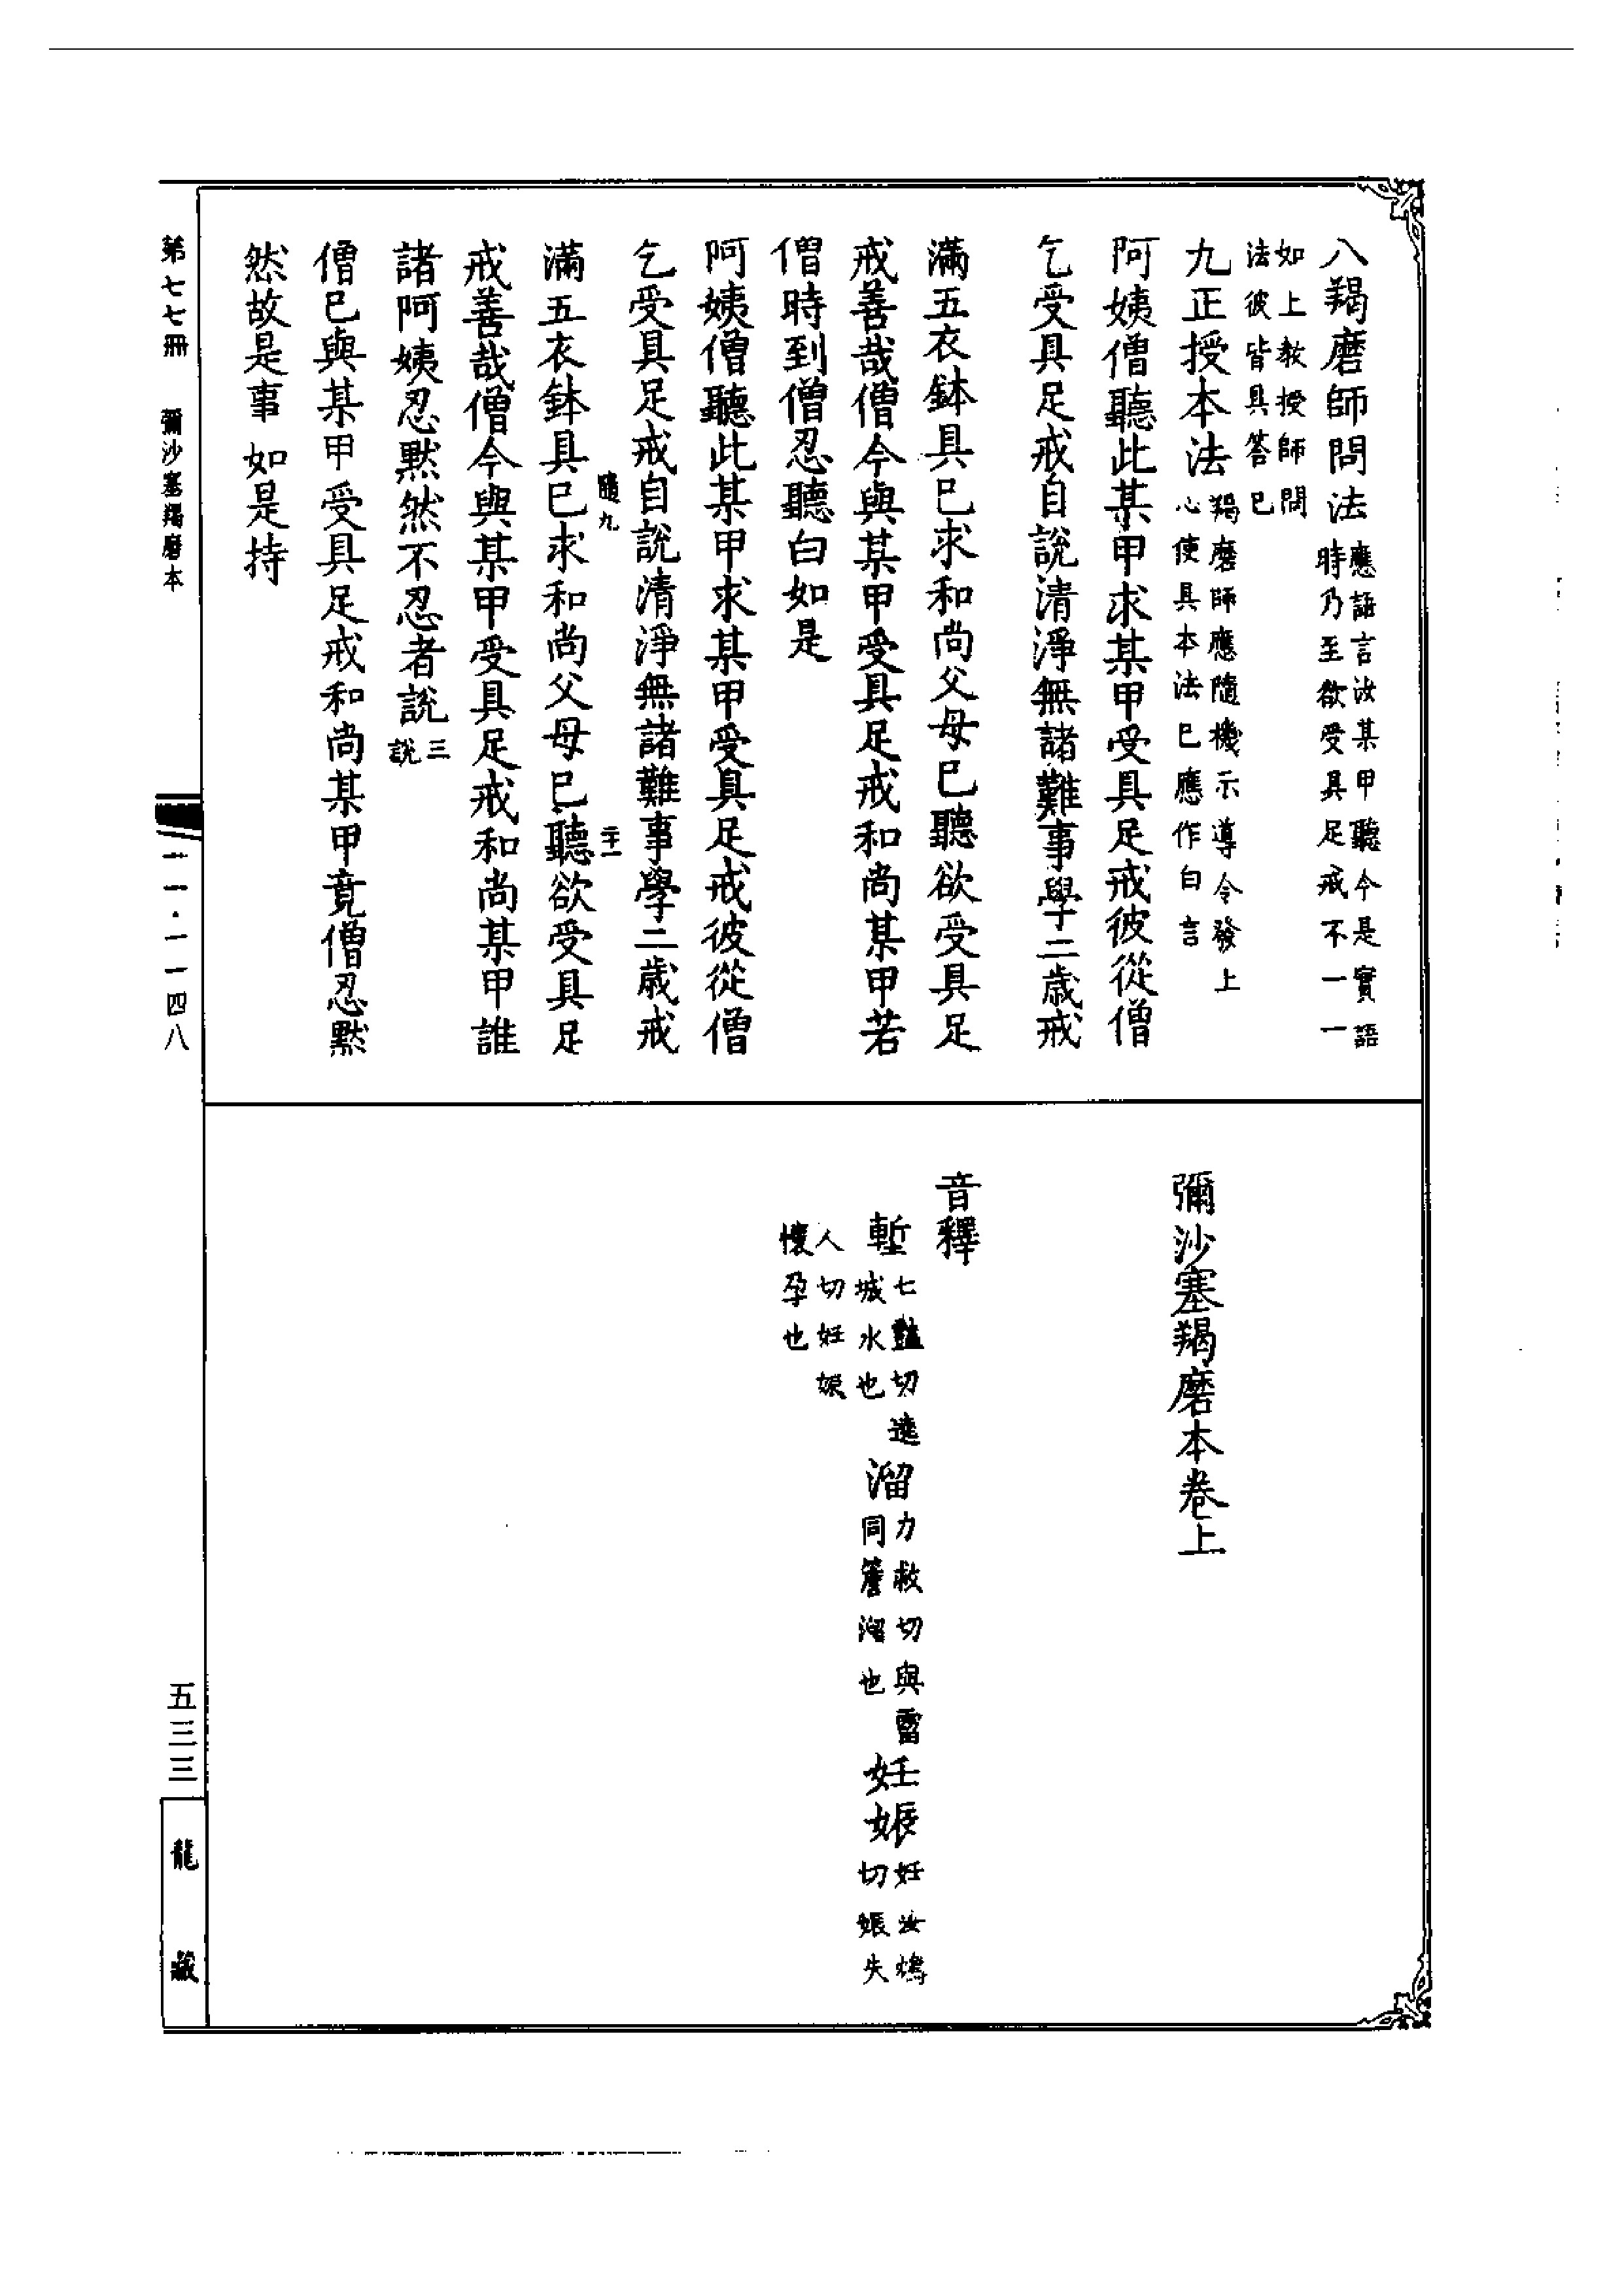 八羯磨師問法應語言汝某甲聽今是實語時乃至欲受具足戒不一一
如上教授師問法彼皆具答已
九正授本法羯磨師應隨機示導令發上心使具本法已應作白言
阿姨僧聽此某甲求某甲受具足戒彼從僧
乞受具足戒自說清淨無諸難事學二歲戒
滿五衣鉢具已求和尚父母已聽欲受具足
戒善哉僧今與某甲受具足戒和尚某甲若
僧時到僧忍聽白如是
阿姨僧聽此某甲求某甲受具足戒彼從僧
乞受具足戒自說清淨無諸難事學二歲戒
隨九 二十一
滿五衣鉢具已求和尚父母已聽欲受具足
戒善哉僧今與某甲受具足戒和尚某甲誰
諸阿姨忍默然不忍者說三說
僧已與某甲受具足戒和尚某甲竟僧忍默
然故是事如是持
彌沙塞羯磨本卷上
音釋
塹七豔切遶城水也 溜力救切與霤同簷溜也 妊娠妊汝鴆切娠失
人切妊娠懷孕也
第七七冊 彌沙塞羯磨本 一一·一一四八 五三三 龍藏